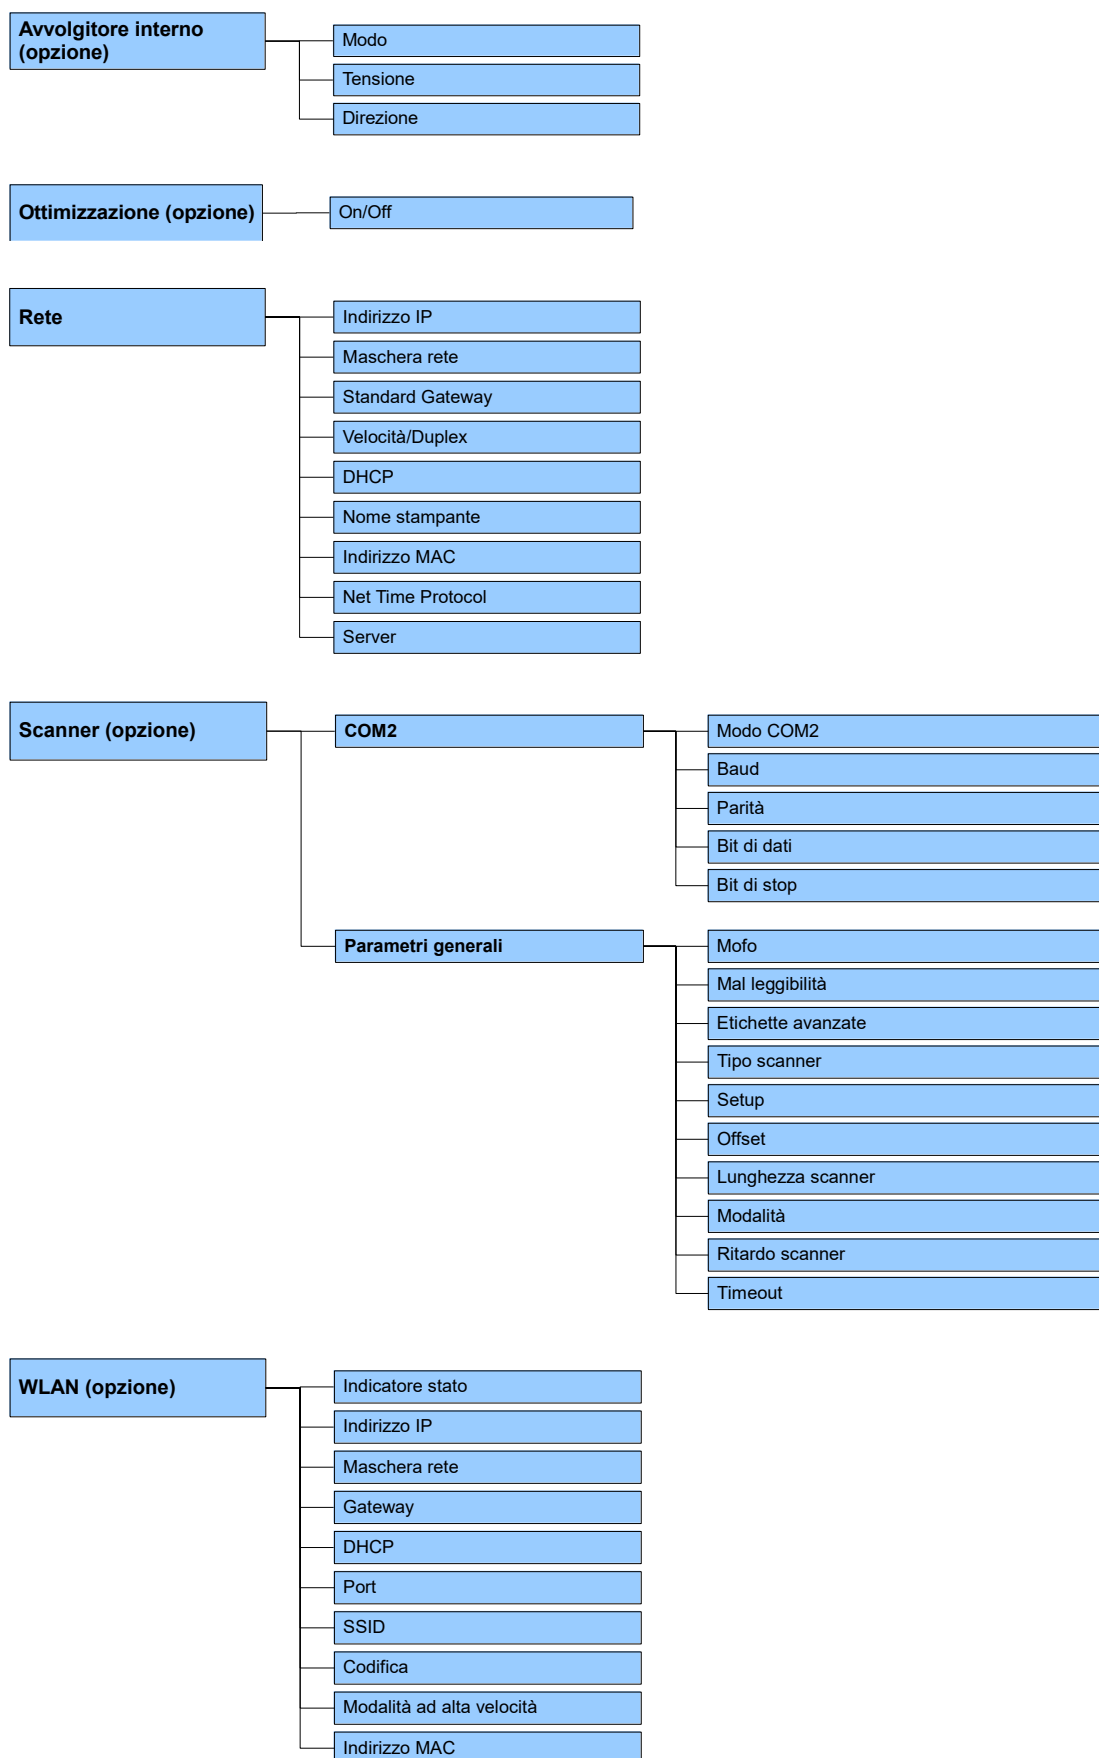 Avvolgitore interno
(opzione)
Modo
Tensione
Direzione
Ottimizzazione (opzione)
On/Off
Rete
Indirizzo IP
Maschera rete
Standard Gateway
Velocità/Duplex
DHCP
Nome stampante
Indirizzo MAC
Net Time Protocol
Server
Scanner (opzione)
COM2
Modo COM2
Baud
Parità
Bit di dati
Bit di stop
Parametri generali
Mofo
Mal leggibilità
Etichette avanzate
Tipo scanner
Setup
Offset
Lunghezza scanner
Modalità
Ritardo scanner
Timeout
WLAN (opzione)
Indicatore stato
Indirizzo IP
Maschera rete
Gateway
DHCP
Port
SSID
Codifica
Modalità ad alta velocità
Indirizzo MAC